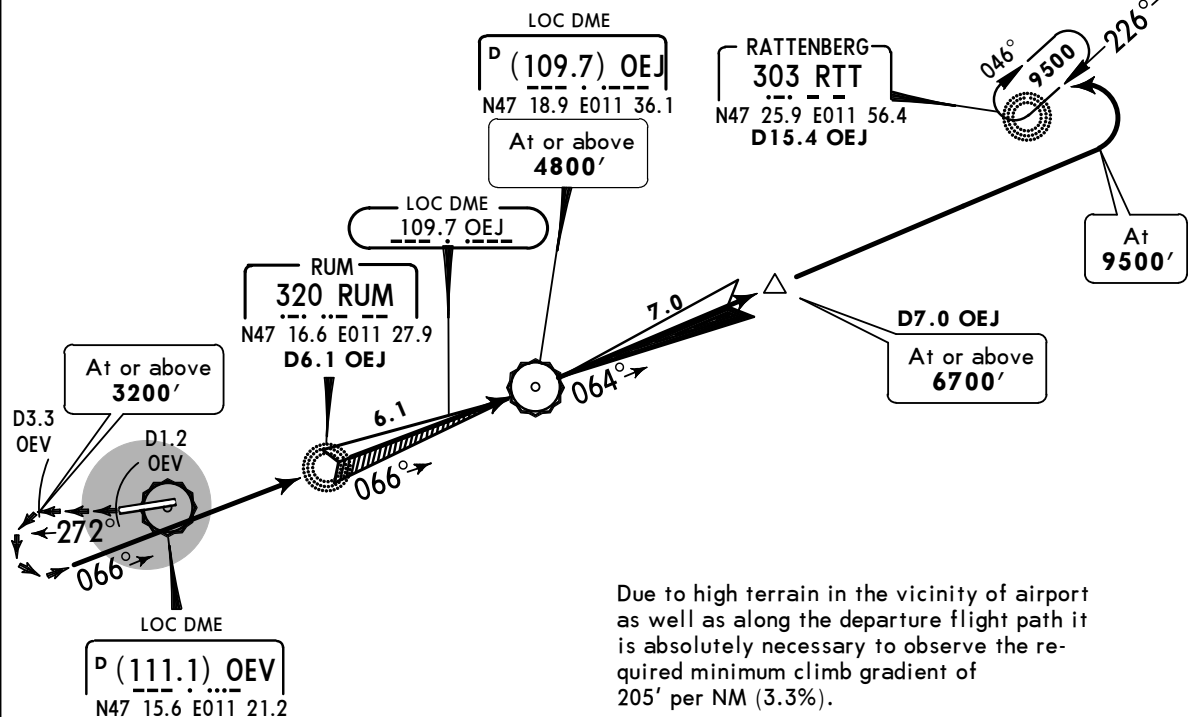 LOC DME
D (109.7) OEJ
N47 18.9 E011 36.1
At or above
4800′
RATTENBERG
303 RTT
N47 25.9 E011 56.4
D15.4 OEJ
046°
9500
226°
At
9500′
LOC DME
109.7 OEJ
RUM
320 RUM
N47 16.6 E011 27.9
D6.1 OEJ
7.0
064°
D7.0 OEJ
At or above
6700′
At or above
3200′
D3.3
OEV
D1.2
OEV
6.1
066°
272°
066°
LOC DME
D (111.1) OEV
N47 15.6 E011 21.2
Due to high terrain in the vicinity of airport
as well as along the departure flight path it
is absolutely necessary to observe the re-
quired minimum climb gradient of
205′ per NM (3.3%).